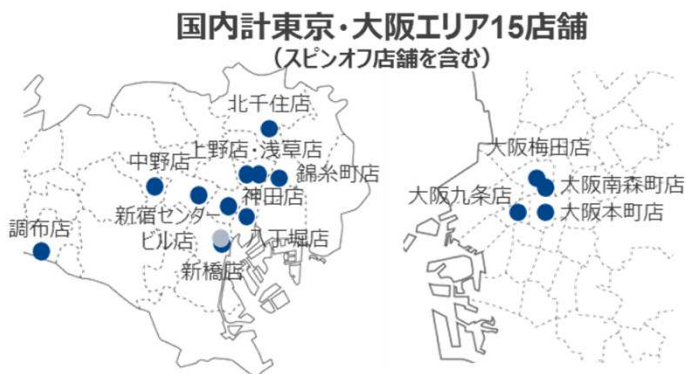 国内計東京・大阪エリア15店舗
（スピンオフ店舗を含む）
北千住店
上野店・浅草店
中野店
錦糸町店
神田店
新宿センター
ビル店
八丁堀店
調布店
新橋店
大阪梅田店
大阪南森町店
大阪九条店
大阪本町店